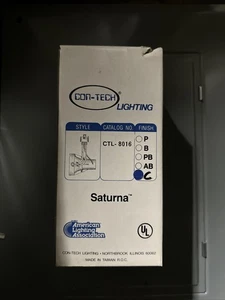 CON-TECH
LIGHTING
STYLE
CATALOG NO.
FINISH
CTL- 8016
P
B
PB
AB
C
Saturna™
American
Lighting
Association
UL
CON-TECH LIGHTING • NORTHBROOK, ILLINOIS 60062
MADE IN TAIWAN R.O.C.